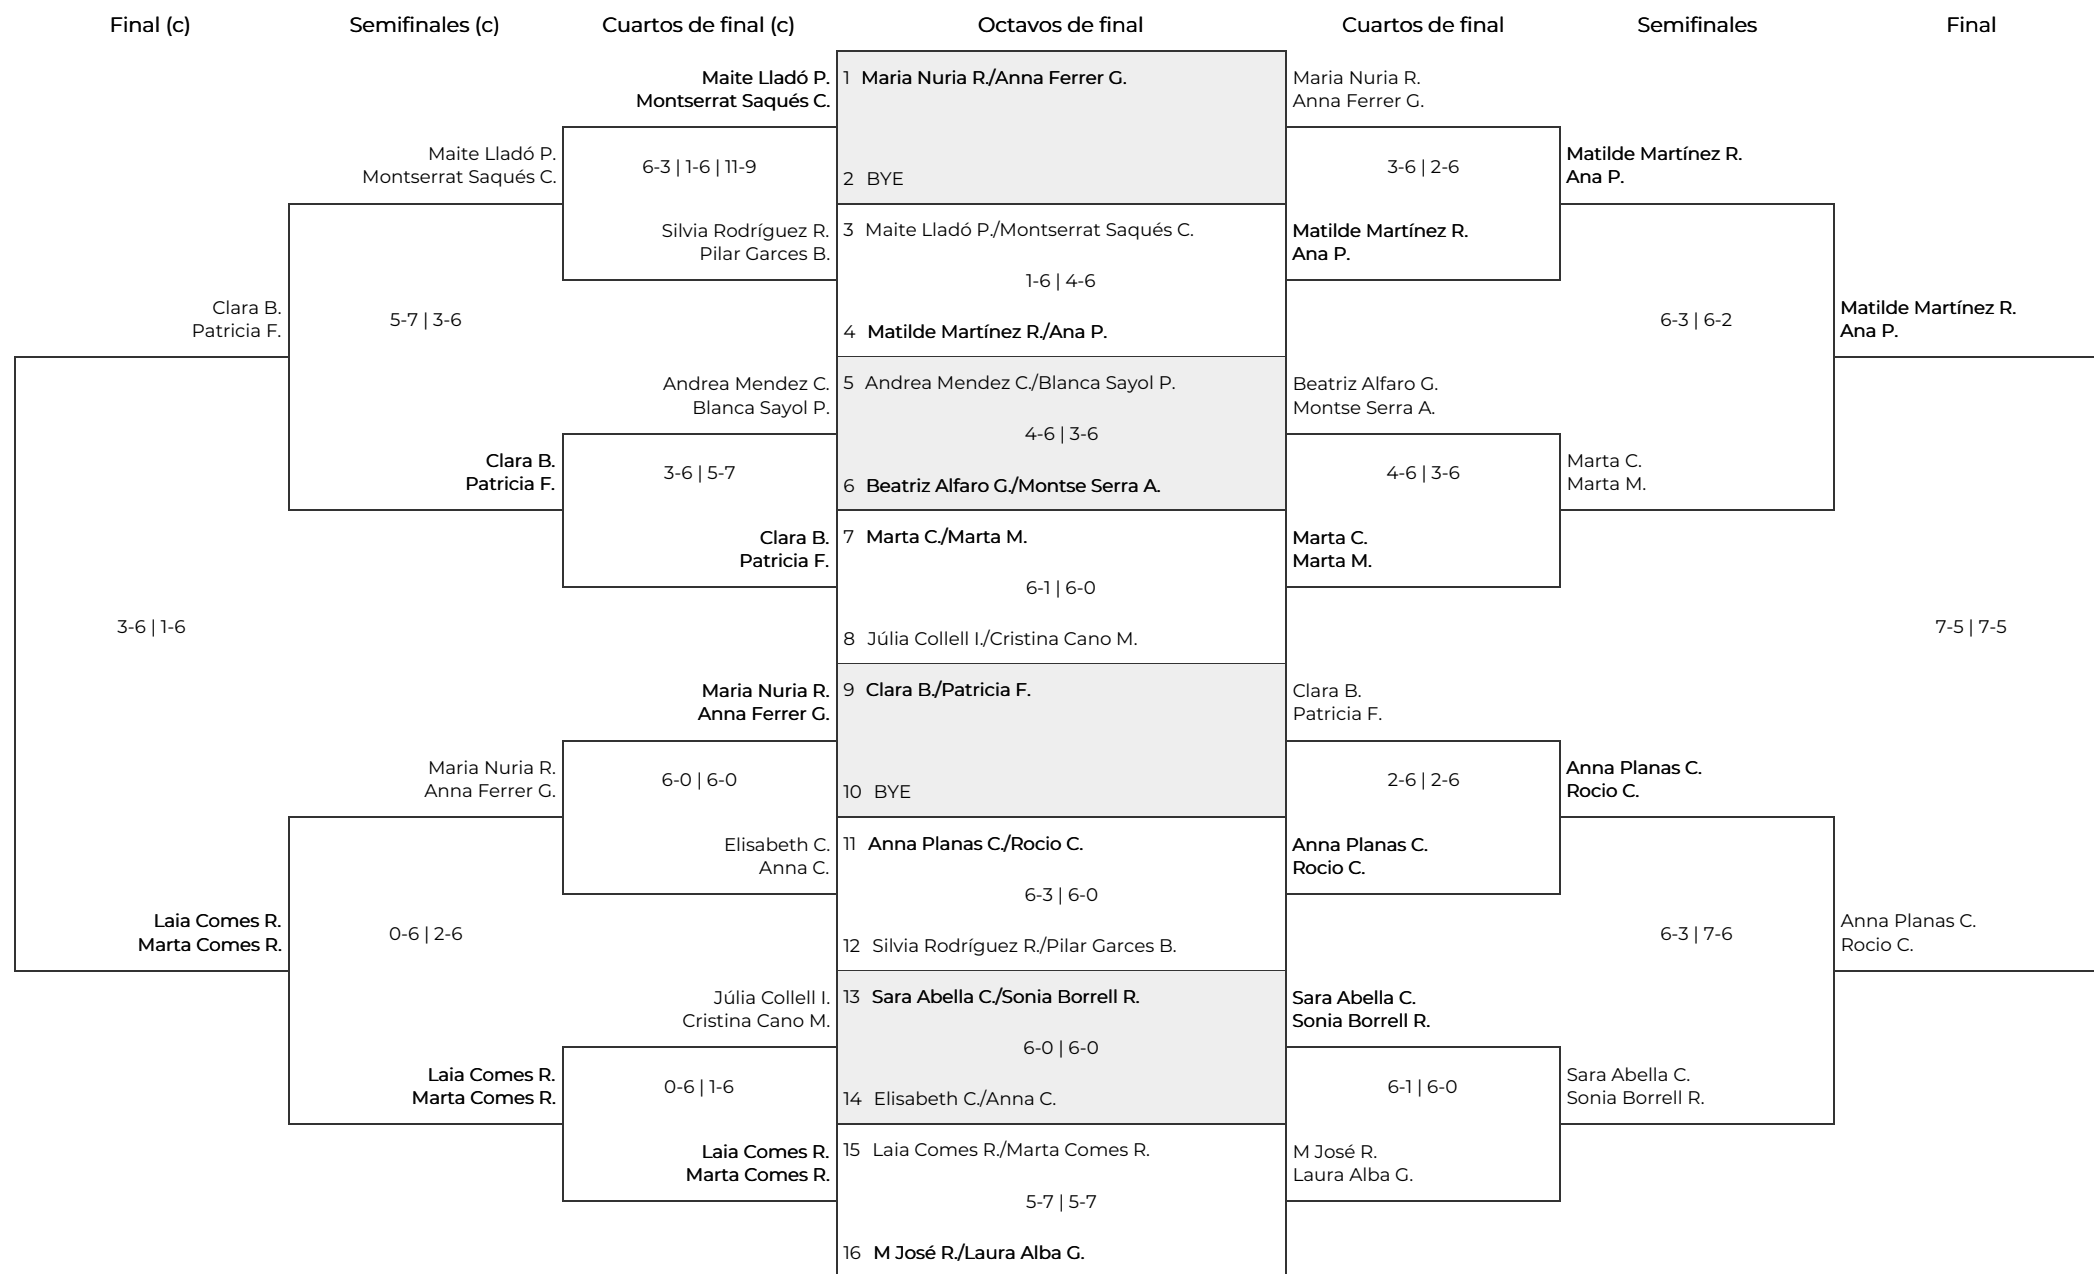 Final (c)
Semifinales (c)
Cuartos de final (c)
Octavos de final
Cuartos de final
Semifinales
Final
Clara B.
Patricia F.
3-6 | 1-6
Laia Comes R.
Marta Comes R.
Maite Lladó P.
Montserrat Saqués C.
5-7 | 3-6
Clara B.
Patricia F.
Maria Nuria R.
Anna Ferrer G.
0-6 | 2-6
Laia Comes R.
Marta Comes R.
Maite Lladó P.
Montserrat Saqués C.
6-3 | 1-6 | 11-9
Silvia Rodríguez R.
Pilar Garces B.
Andrea Mendez C.
Blanca Sayol P.
3-6 | 5-7
Clara B.
Patricia F.
Maria Nuria R.
Anna Ferrer G.
6-0 | 6-0
Elisabeth C.
Anna C.
Júlia Collell I.
Cristina Cano M.
0-6 | 1-6
Laia Comes R.
Marta Comes R.
1 Maria Nuria R./Anna Ferrer G.
2 BYE
3 Maite Lladó P./Montserrat Saqués C.
1-6 | 4-6
4 Matilde Martínez R./Ana P.
5 Andrea Mendez C./Blanca Sayol P.
4-6 | 3-6
6 Beatriz Alfaro G./Montse Serra A.
7 Marta C./Marta M.
6-1 | 6-0
8 Júlia Collell I./Cristina Cano M.
9 Clara B./Patricia F.
10 BYE
11 Anna Planas C./Rocio C.
6-3 | 6-0
12 Silvia Rodríguez R./Pilar Garces B.
13 Sara Abella C./Sonia Borrell R.
6-0 | 6-0
14 Elisabeth C./Anna C.
15 Laia Comes R./Marta Comes R.
5-7 | 5-7
16 M José R./Laura Alba G.
Maria Nuria R.
Anna Ferrer G.
3-6 | 2-6
Matilde Martínez R.
Ana P.
Beatriz Alfaro G.
Montse Serra A.
4-6 | 3-6
Marta C.
Marta M.
Clara B.
Patricia F.
2-6 | 2-6
Anna Planas C.
Rocio C.
Sara Abella C.
Sonia Borrell R.
6-1 | 6-0
M José R.
Laura Alba G.
Matilde Martínez R.
Ana P.
6-3 | 6-2
Marta C.
Marta M.
Anna Planas C.
Rocio C.
6-3 | 7-6
Sara Abella C.
Sonia Borrell R.
Matilde Martínez R.
Ana P.
7-5 | 7-5
Anna Planas C.
Rocio C.